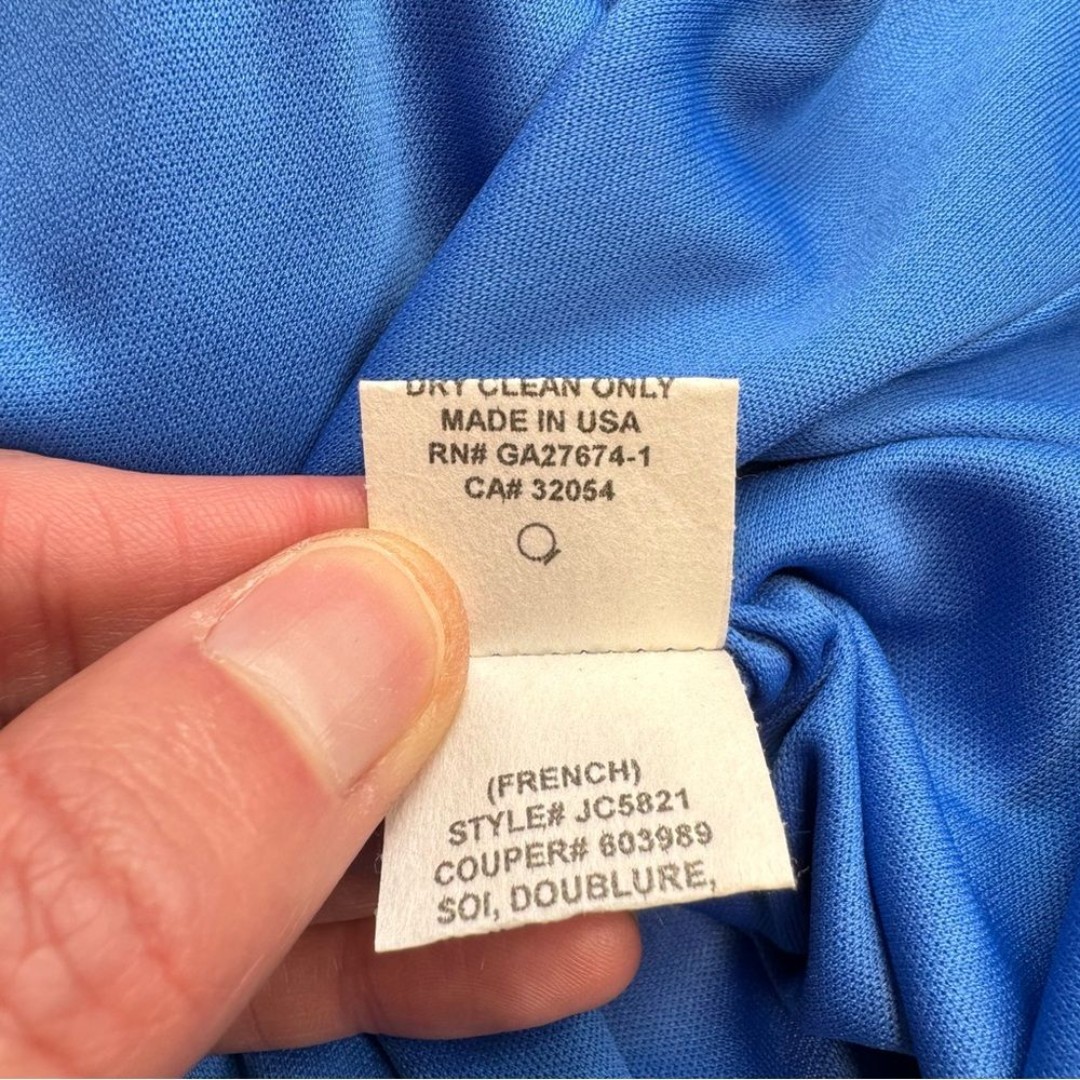 DRY CLEAN ONLY
MADE IN USA
RN# GA27674-1
CA# 32054
(FRENCH)
STYLE# JC5821
COUPER# 603989
SOI, DOUBLURE,